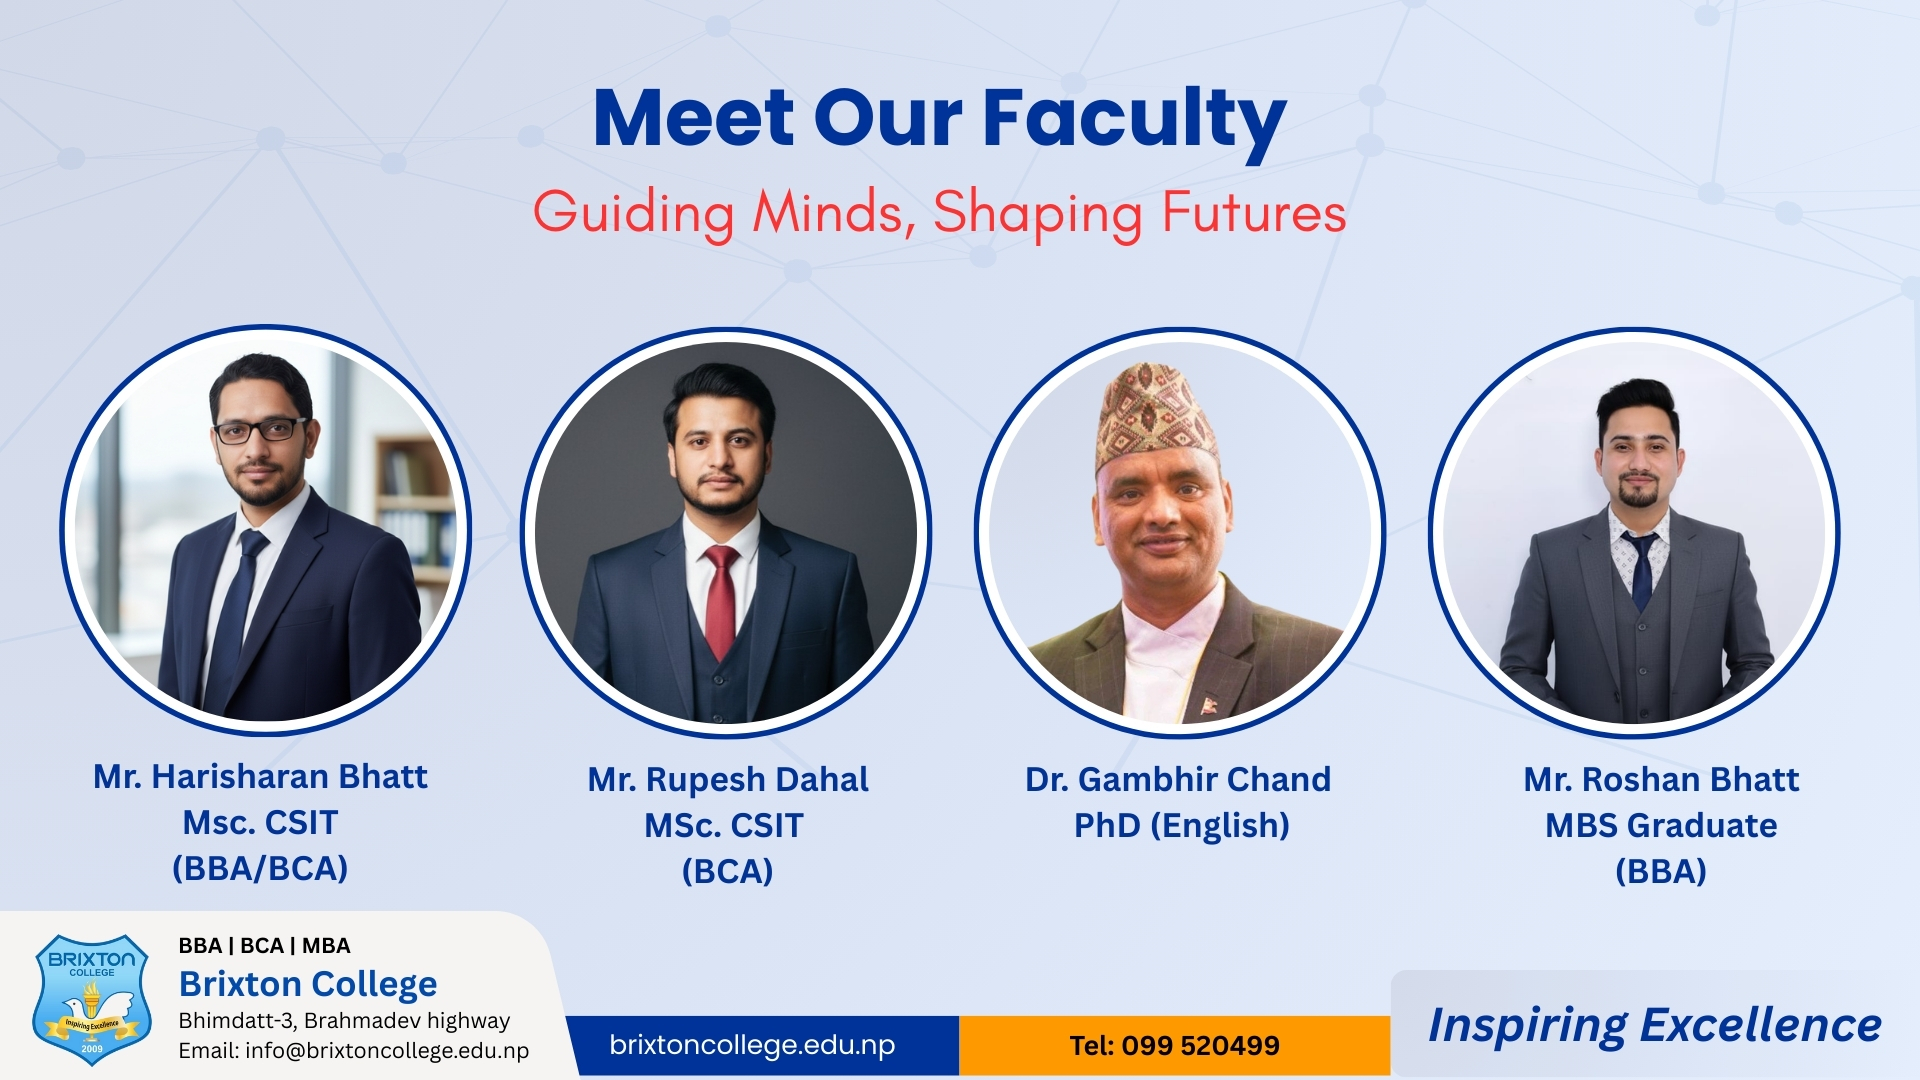 Meet Our Faculty
Guiding Minds, Shaping Futures
Mr. Harisharan Bhatt
Msc. CSIT
(BBA/BCA)
Mr. Rupesh Dahal
MSc. CSIT
(BCA)
Dr. Gambhir Chand
PhD (English)
Mr. Roshan Bhatt
MBS Graduate
(BBA)
BRIXTON
COLLEGE
Inspiring Excellence
2009
BBA | BCA | MBA
Brixton College
Bhimdatt-3, Brahmadev highway
Email: info@brixtoncollege.edu.np
brixtoncollege.edu.np
Tel: 099 520499
Inspiring Excellence